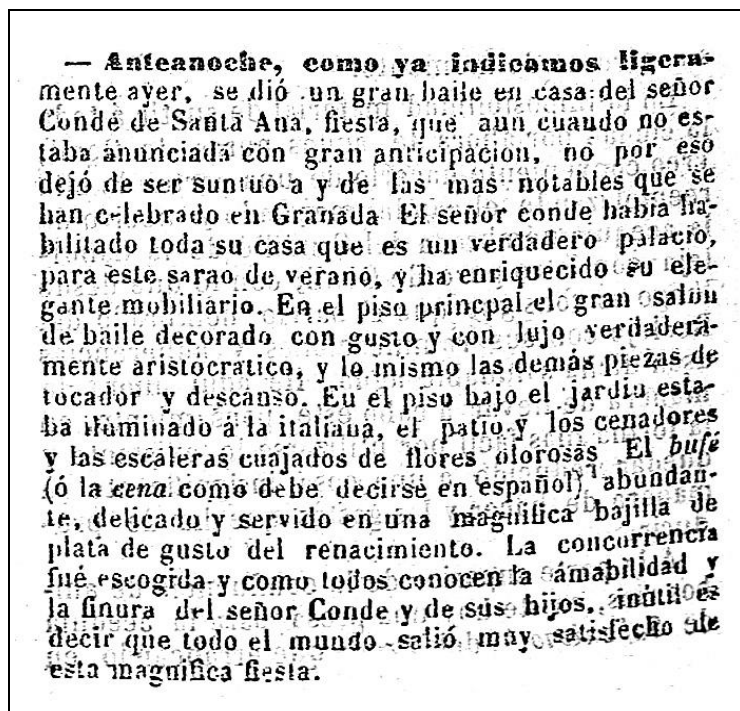 — Anteanoche, como ya indicamos ligera-
mente ayer, se dió un gran baile en casa del señor
Conde de Santa Ana, fiesta, que aun cuando no es-
taba anunciada con gran anticipacion, no por eso
dejó de ser suntuo a y de las mas notables que se
han celebrado en Granada El señor conde habia ha-
bilitado toda su casa que es un verdadero palacio,
para este sarao de verano, y ha enriquecido su ele-
gante mobiliario. En el piso princpal el gran salon
de baile decorado con gusto y con lujo verdadera-
mente aristocratico, y lo mismo las demás piezas de
tocador y descanso. En el piso bajo el jardin esta-
ba iluminado á la italiana, el patio y los cenadores
y las escaleras cuajados de flores olorosas El bufé
(ó la cena como debe decirse en español) abundan-
te, delicado y servido en una magnifica bajilla de
plata de gusto del renacimiento. La concurrencia
fué escogida y como todos conocen la amabilidad y
la finura del señor Conde y de sus hijos, inútil es
decir que todo el mundo salió muy satisfecho de
esta magnifica fiesta.